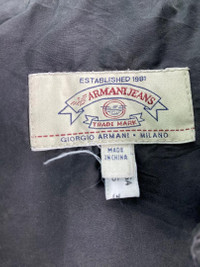 ESTABLISHED 1981
ARMANI JEANS
TRADE MARK
GIORGIO ARMANI • MILANO
MADE
IN CHINA